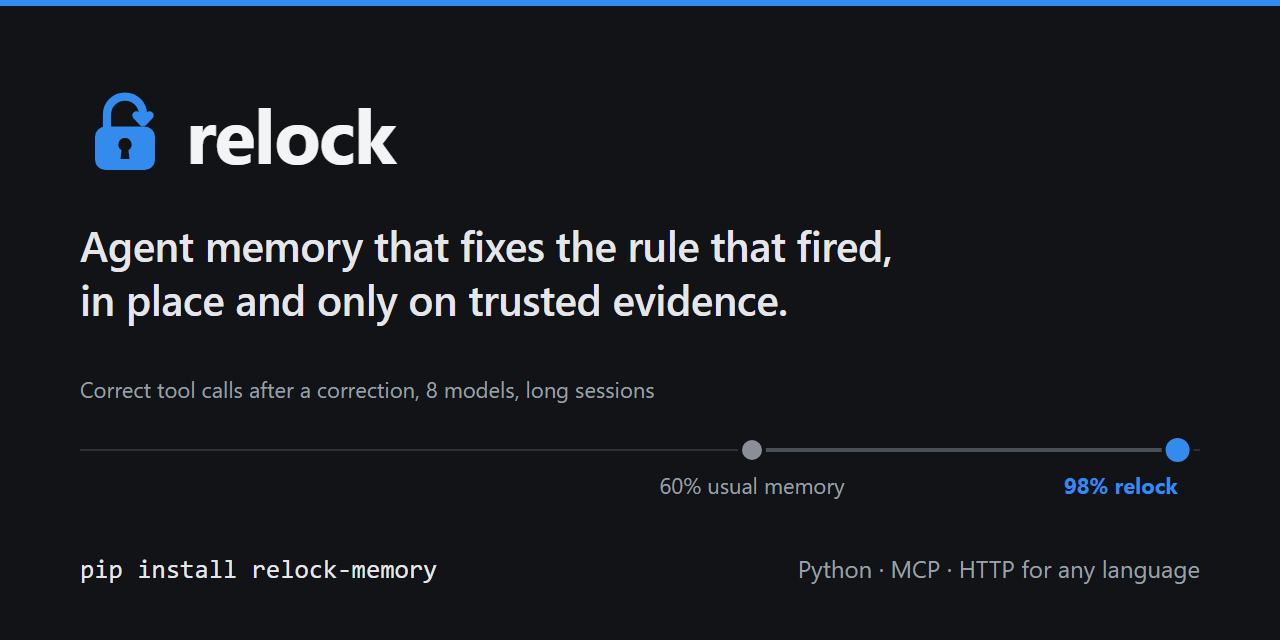 relock
Agent memory that fixes the rule that fired,
in place and only on trusted evidence.
Correct tool calls after a correction, 8 models, long sessions
60% usual memory
98% relock
pip install relock-memory
Python · MCP · HTTP for any language